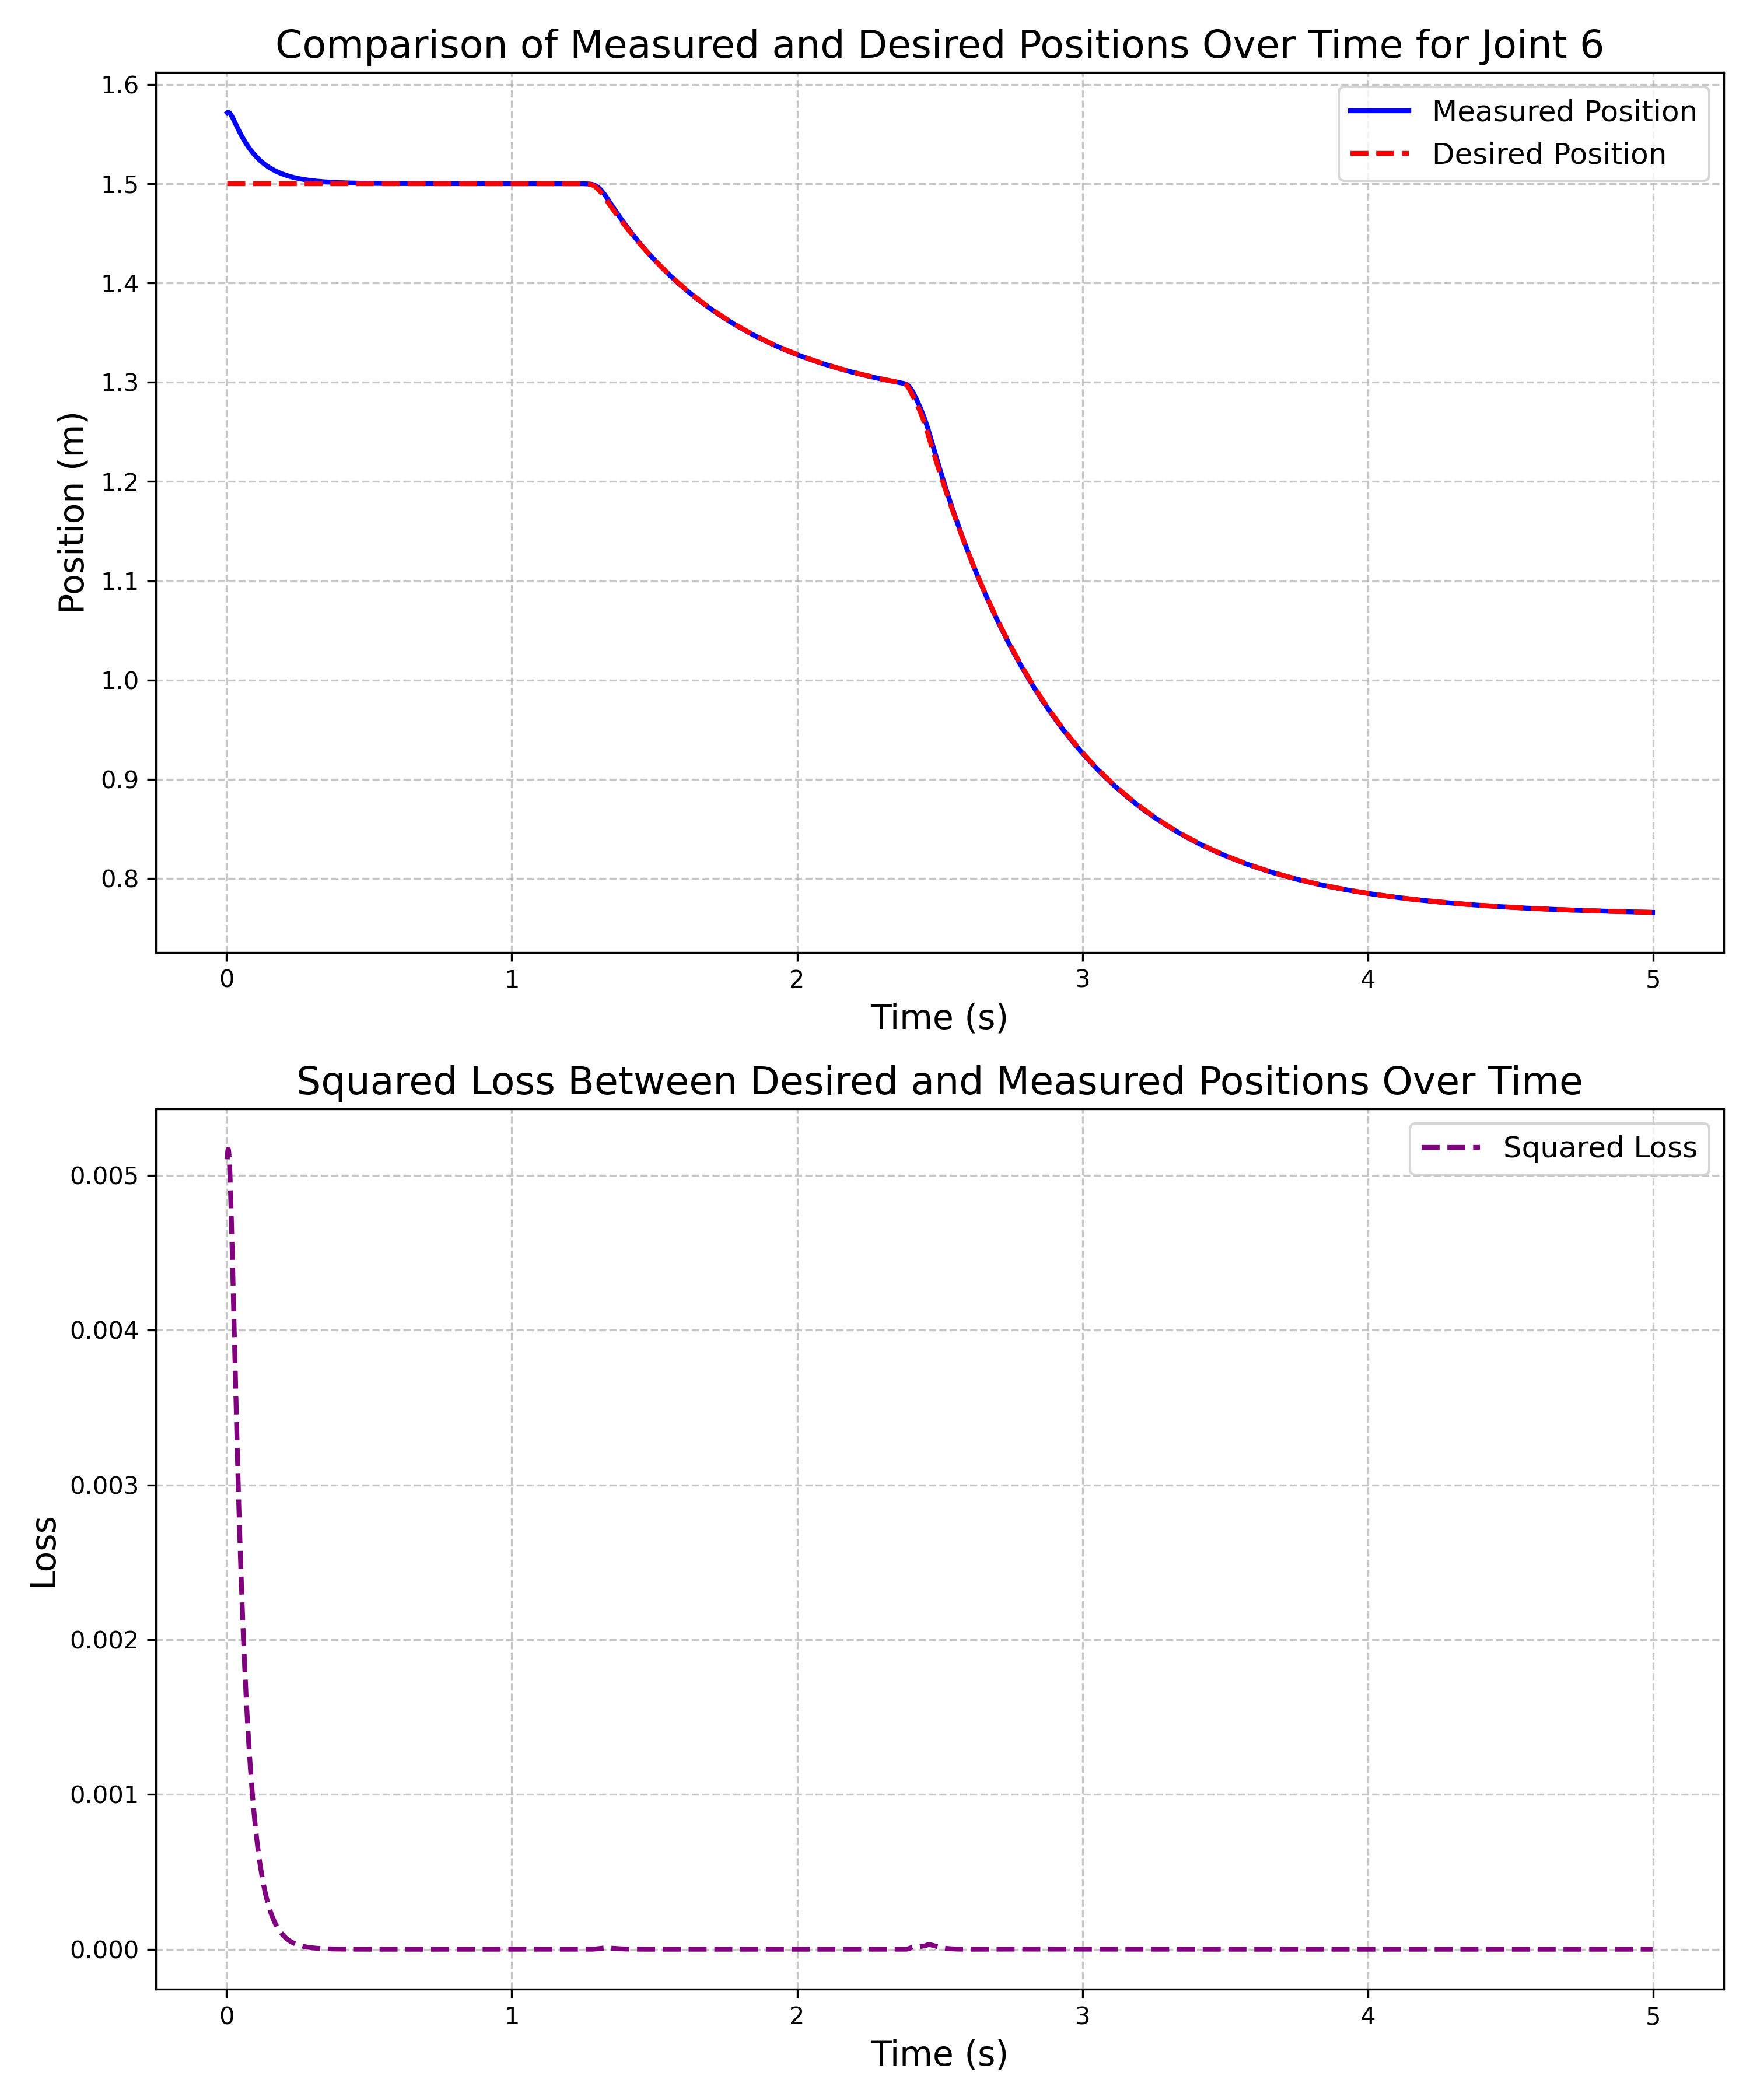 Comparison of Measured and Desired Positions Over Time for Joint 6
1.6
1.5
1.4
1.3
1.2
1.1
1.0
0.9
0.8
Position (m)
Measured Position
Desired Position
0 1 2 3 4 5
Time (s)
Squared Loss Between Desired and Measured Positions Over Time
0.005
0.004
0.003
0.002
0.001
0.000
Loss
Squared Loss
0 1 2 3 4 5
Time (s)